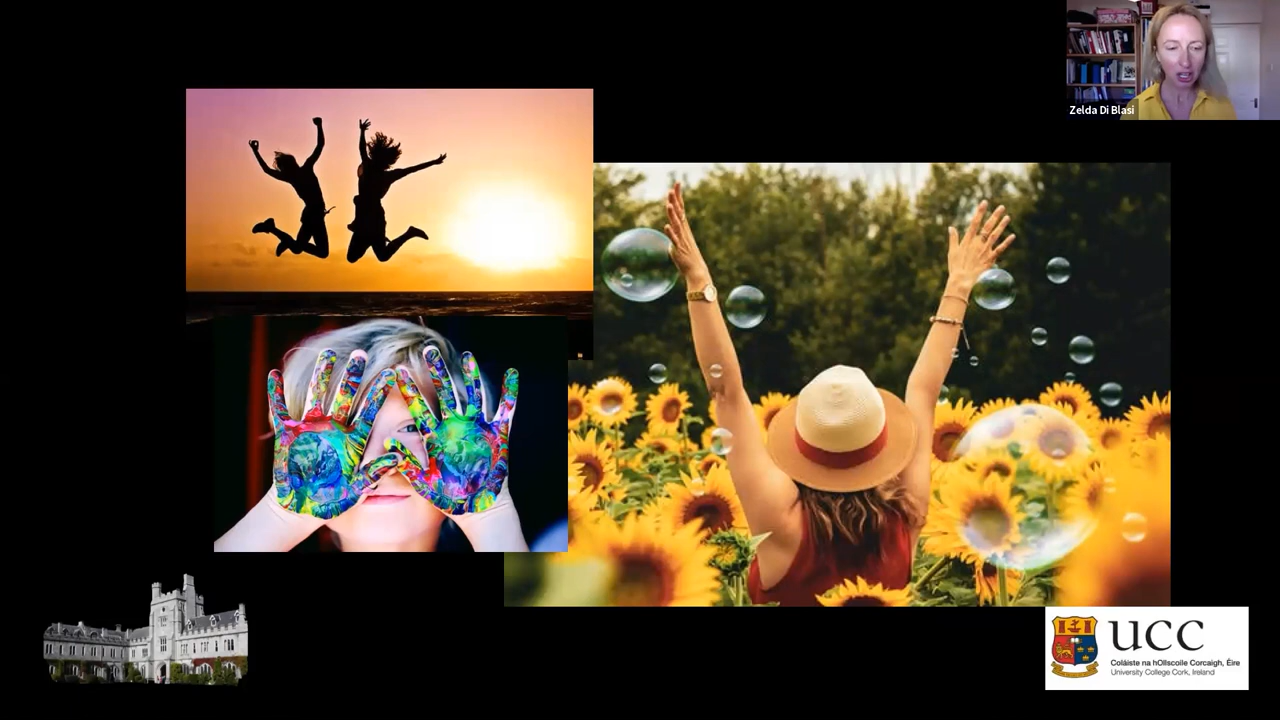 Zelda Di Blasi
UCC
Coláiste na hOllscoile Corcaigh, Éire
University College Cork, Ireland